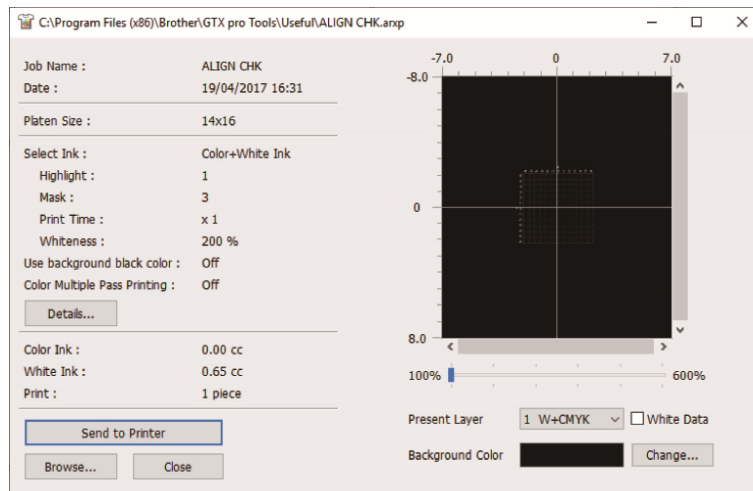 C:\Program Files (x86)\Brother\GTX pro Tools\Useful\ALIGN CHK.arxp
Job Name : ALIGN CHK
Date : 19/04/2017 16:31
Platen Size : 14x16
Select Ink : Color+White Ink
Highlight : 1
Mask : 3
Print Time : x 1
Whiteness : 200 %
Use background black color : Off
Color Multiple Pass Printing : Off
Details...
Color Ink : 0.00 cc
White Ink : 0.65 cc
Print : 1 piece
Send to Printer
Browse... Close
-7.0 0 7.0
-8.0
0
8.0
100% 600%
Present Layer 1 W+CMYK White Data
Background Color Change...